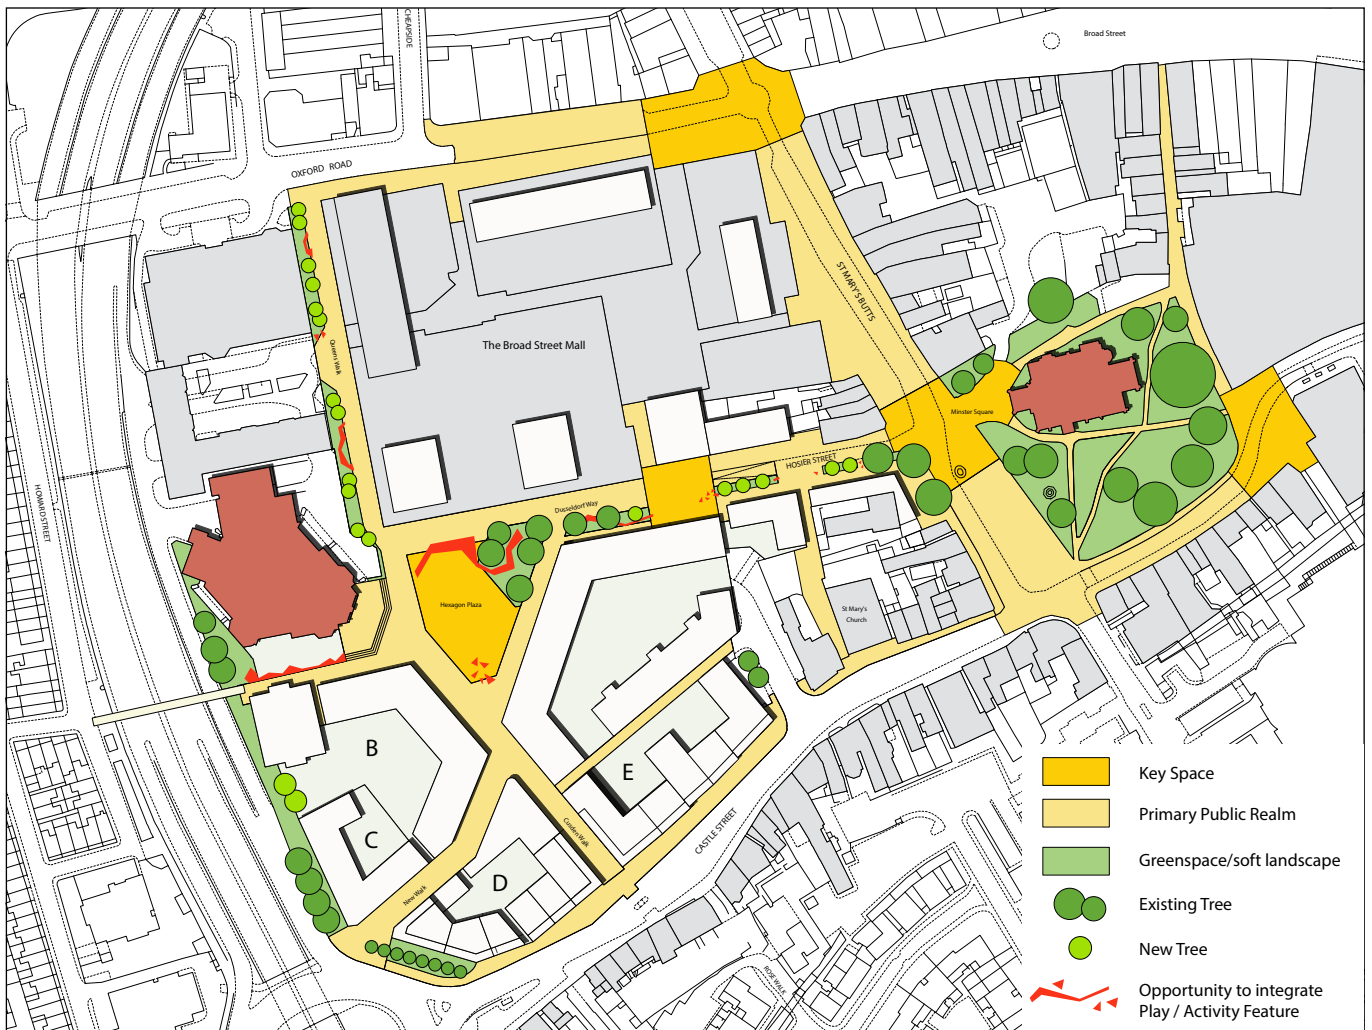 CHEAPSIDE
Broad Street
OXFORD ROAD
ST MARY'S BUTTS
The Broad Street Mall
Queens Walk
Minster Square
HOSIER STREET
HOWARD STREET
Dusseldorf Way
Hexagon Plaza
St Mary's
Church
B
E
C
D
Cusden Walk
New Walk
CASTLE STREET
ROSE WALK
Key Space
Primary Public Realm
Greenspace/soft landscape
Existing Tree
New Tree
Opportunity to integrate
Play / Activity Feature